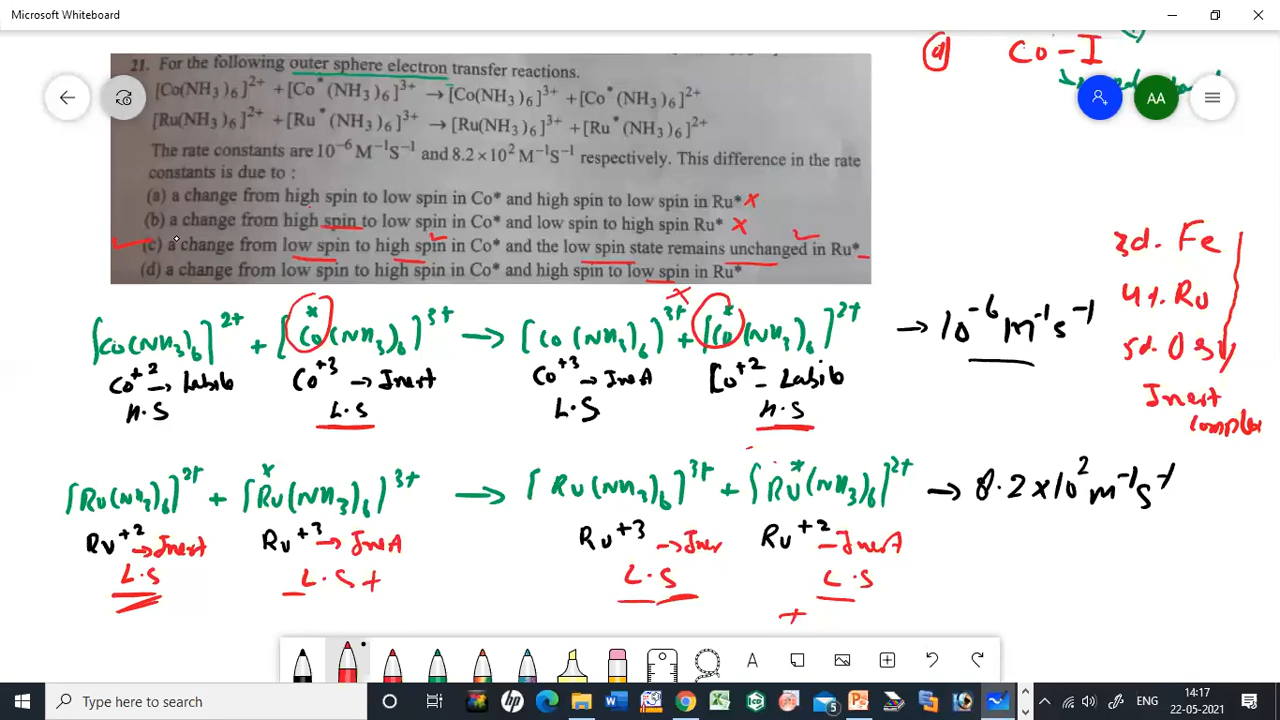 Microsoft Whiteboard
@ Co-I
21. For the following outer sphere electron transfer reactions.
[Co(NH3)6]2+ + [Co*(NH3)6]3+ → [Co(NH3)6]3+ + [Co*(NH3)6]2+
[Ru(NH3)6]2+ + [Ru*(NH3)6]3+ → [Ru(NH3)6]3+ + [Ru*(NH3)6]2+
The rate constants are 10⁻⁶ M⁻¹S⁻¹ and 8.2×10² M⁻¹S⁻¹ respectively. This difference in the rate
constants is due to :
(a) a change from high spin to low spin in Co* and high spin to low spin in Ru* x
(b) a change from high spin to low spin in Co* and low spin to high spin Ru* x
(c) a change from low spin to high spin in Co* and the low spin state remains unchanged in Ru*
(d) a change from low spin to high spin in Co* and high spin to low spin in Ru*
x
AA
3d. Fe
Ru
5d. Os
Inert
complex
[Co(NH3)6]2+ + [Co*(NH3)6]3+ → [Co(NH3)6]3+ + [Co*(NH3)6]2+ → 10⁻⁶ m⁻¹s⁻¹
Co+2 → Labib Co+3 → Inert Co+3 → IneA Co+2 - Labib
H.S L.S L.S H.S
[Ru(NH3)6]2+ + [Ru*(NH3)6]3+ → [Ru(NH3)6]3+ + [Ru*(NH3)6]2+ → 8.2×10² m⁻¹s⁻¹
Ru+2 → Inert Ru+3 → IneA Ru+3 → Iner Ru+2 - InerA
L.S L.S + L.S L.S
+
A
Type here to search
ENG
14:17
22-05-2021
5